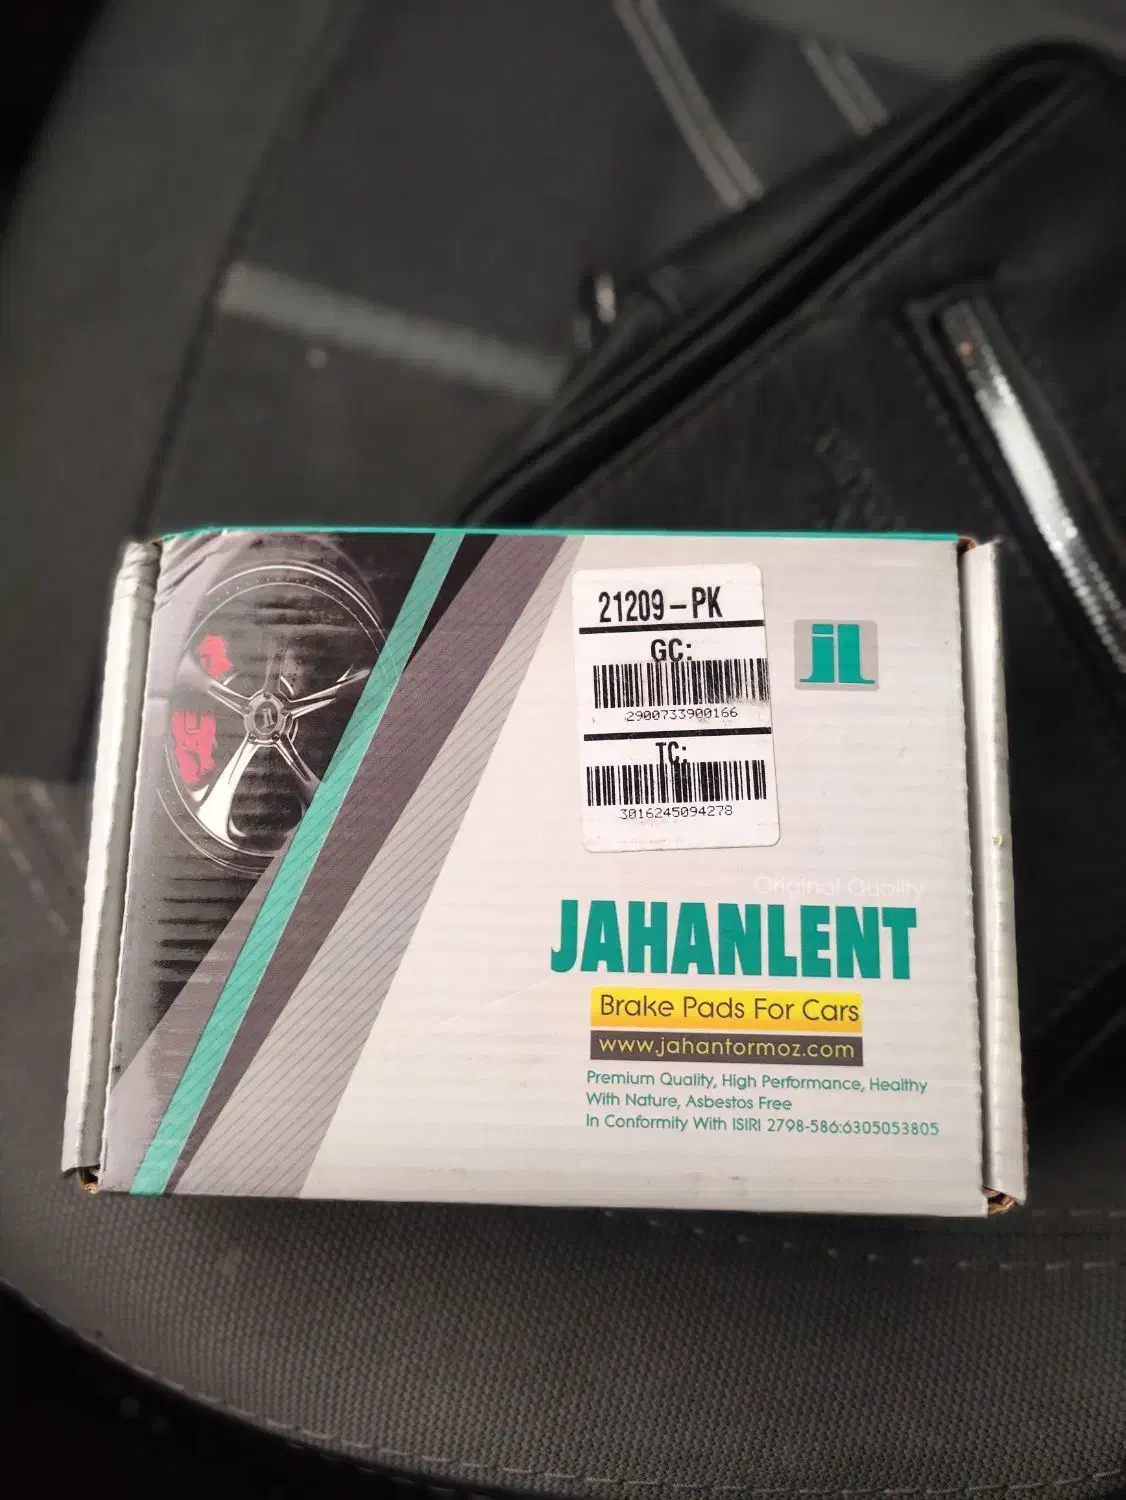 21209-PK
GC:
2900733900166
TC:
3016245094278
jl
Original Quality
JAHANLENT
Brake Pads For Cars
www.jahantormoz.com
Premium Quality, High Performance, Healthy
With Nature, Asbestos Free
In Conformity With ISIRI 2798-586:6305053805